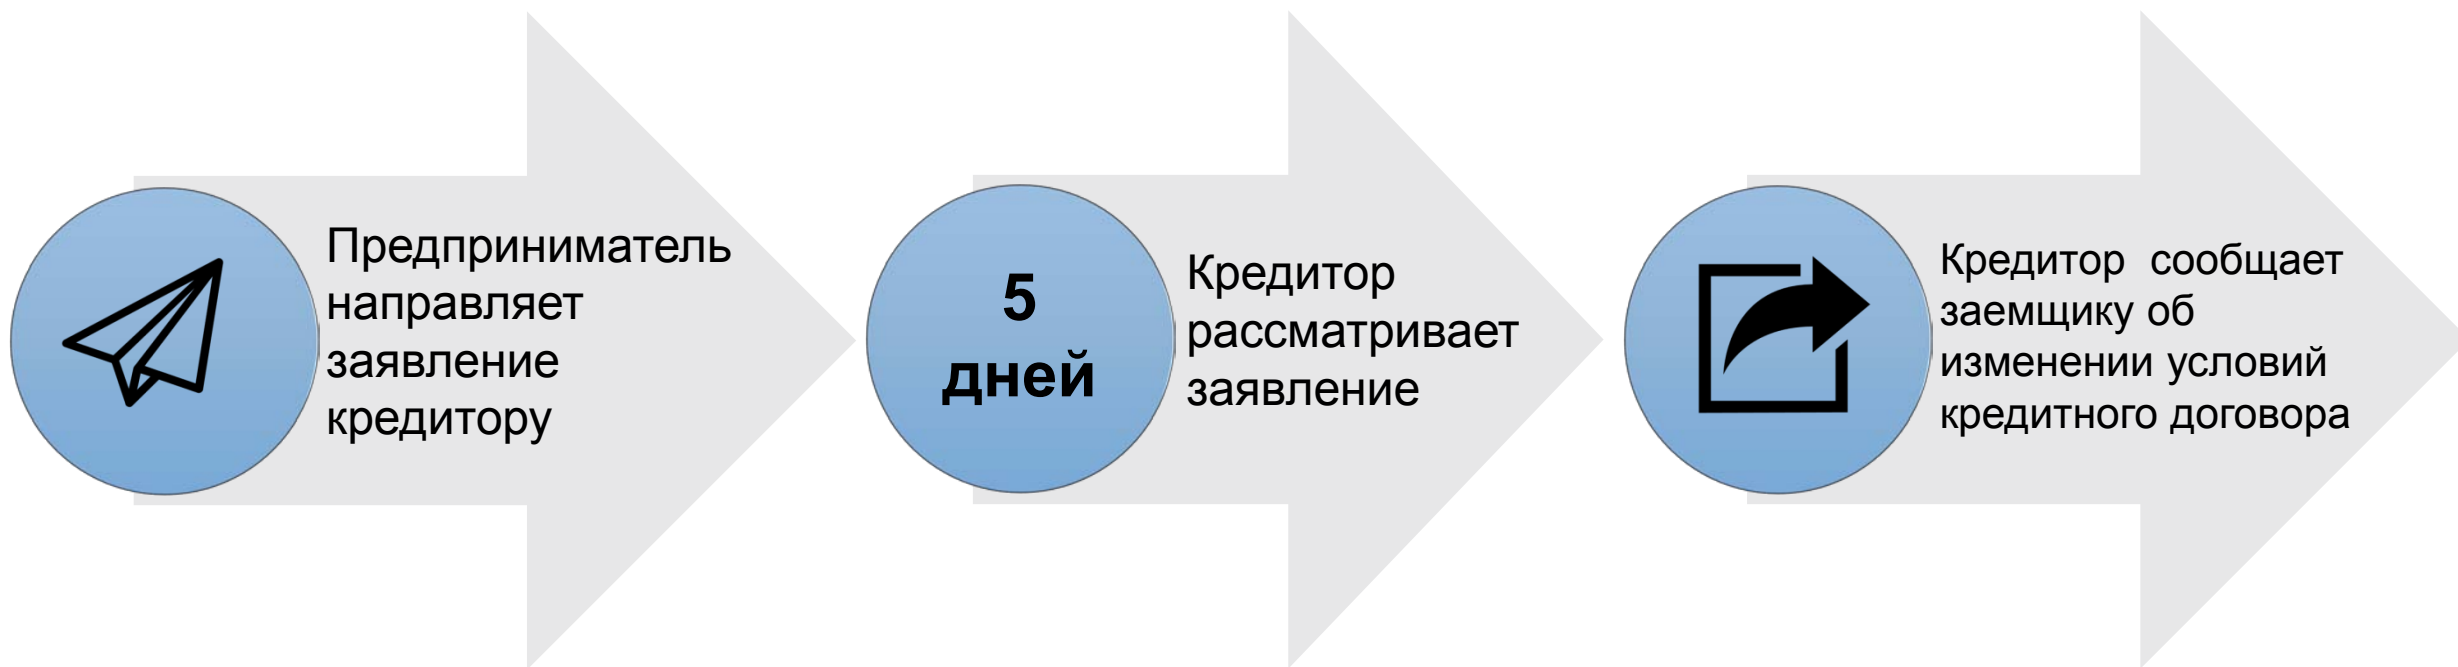 Предприниматель
направляет
заявление
кредитору
5
дней
Кредитор
рассматривает
заявление
Кредитор  сообщает
заемщику об
изменении условий
кредитного договора